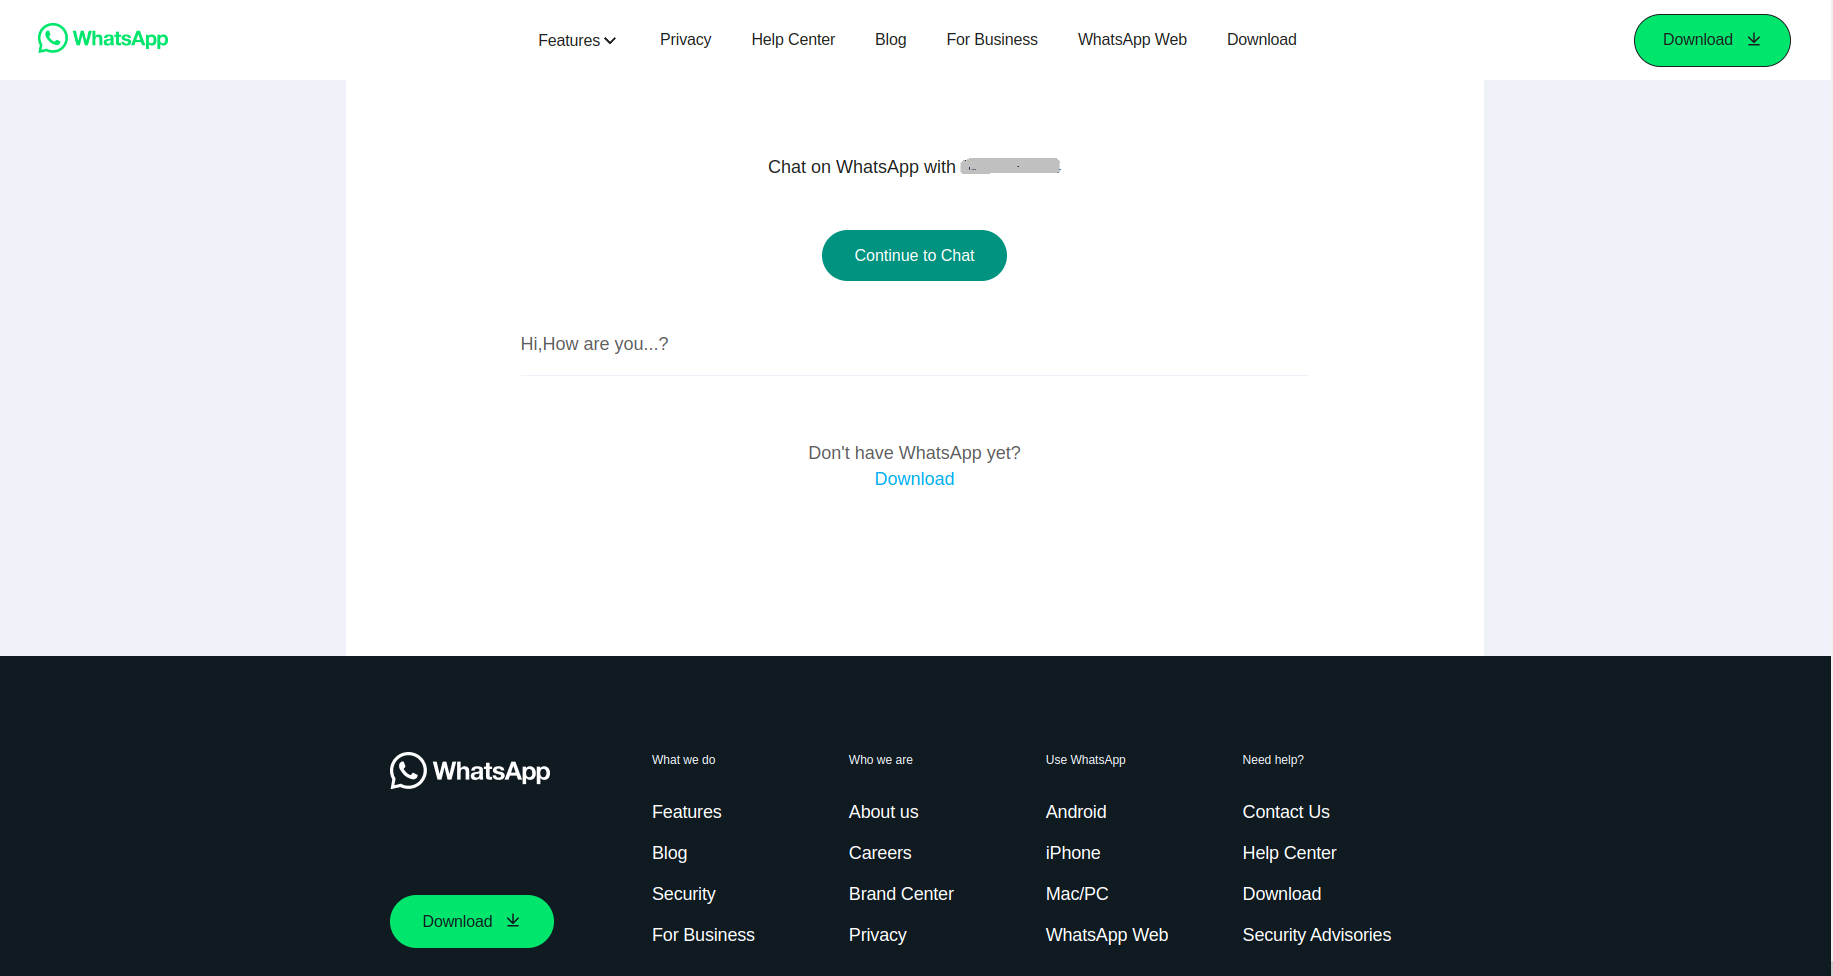 WhatsApp Features Privacy Help Center Blog For Business WhatsApp Web Download Download
Chat on WhatsApp with
Continue to Chat
Hi,How are you...?
Don't have WhatsApp yet?
Download
WhatsApp
Download
What we do
Features
Blog
Security
For Business
Who we are
About us
Careers
Brand Center
Privacy
Use WhatsApp
Android
iPhone
Mac/PC
WhatsApp Web
Need help?
Contact Us
Help Center
Download
Security Advisories